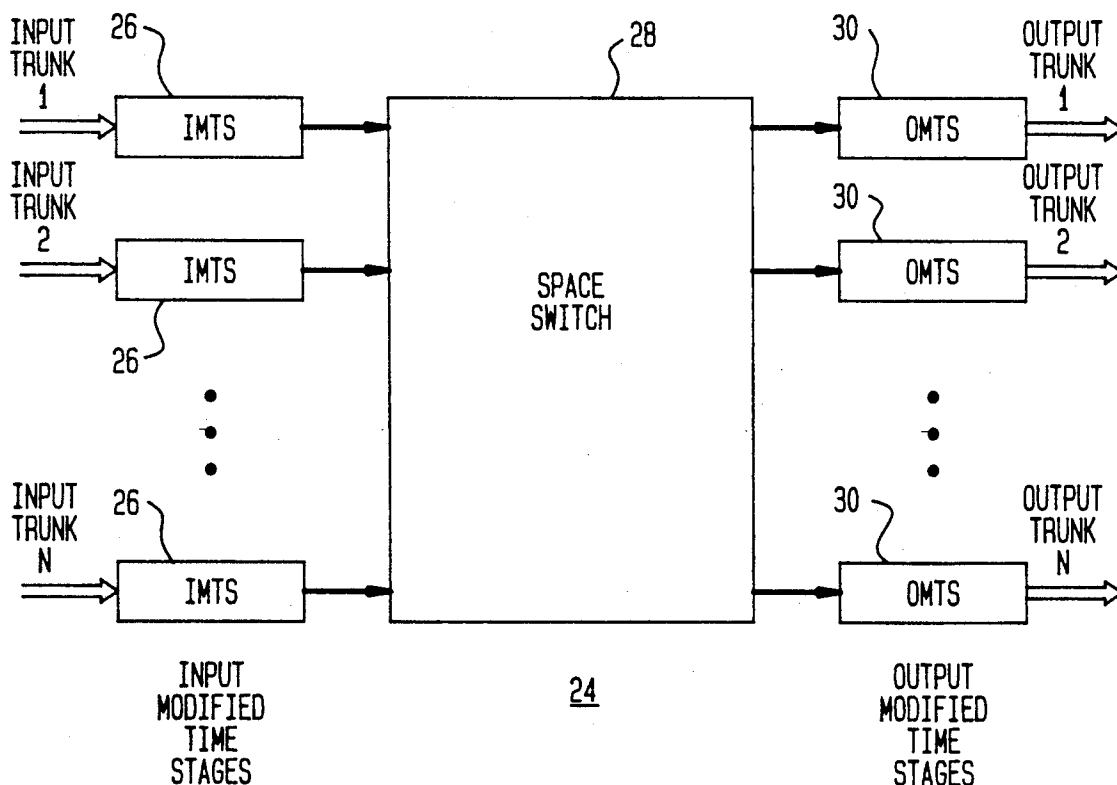 INPUT
TRUNK
1
26
IMTS
28
30
OMTS
OUTPUT
TRUNK
1
INPUT
TRUNK
2
IMTS
26
SPACE
SWITCH
30
OMTS
OUTPUT
TRUNK
2
INPUT
TRUNK
N
26
IMTS
30
OMTS
OUTPUT
TRUNK
N
INPUT
MODIFIED
TIME
STAGES
24
OUTPUT
MODIFIED
TIME
STAGES